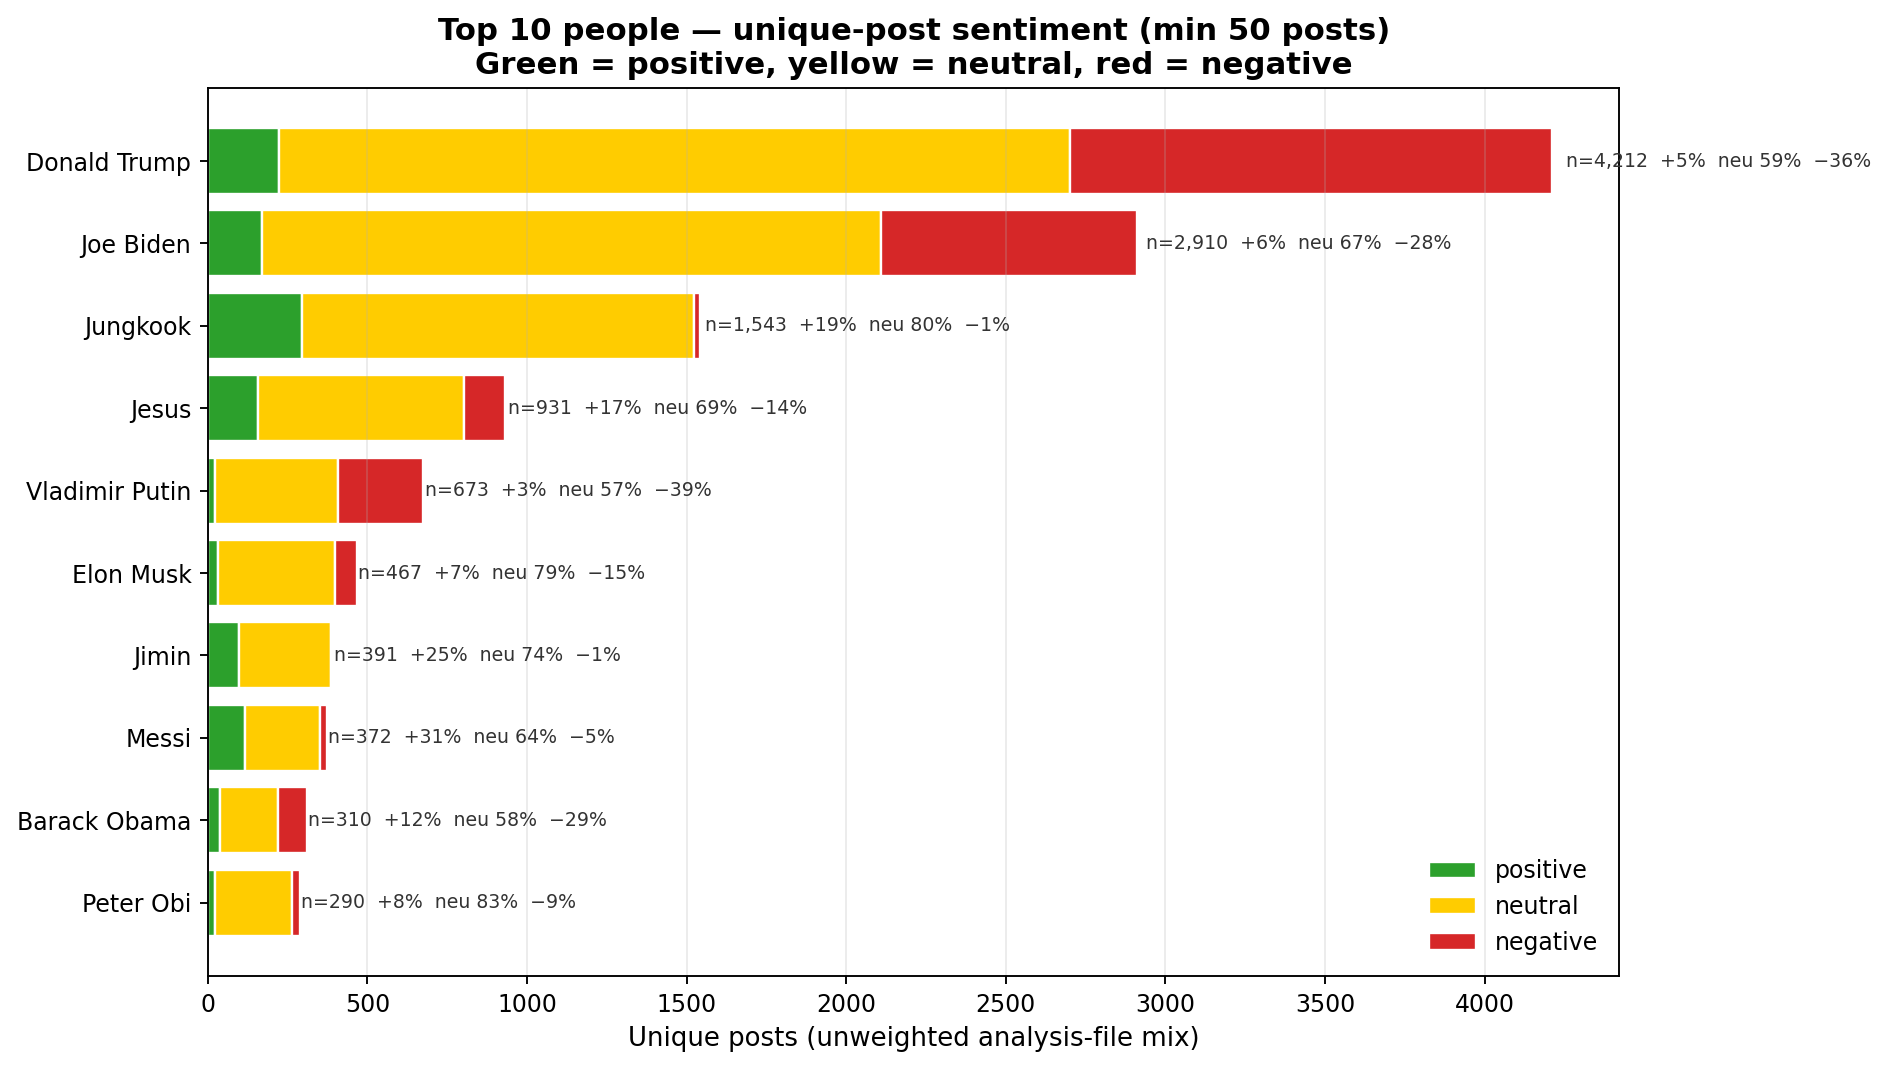 Top 10 people — unique-post sentiment (min 50 posts)
Green = positive, yellow = neutral, red = negative
Donald Trump
n=4,212  +5%  neu 59%  −36%
Joe Biden
n=2,910  +6%  neu 67%  −28%
Jungkook
n=1,543  +19%  neu 80%  −1%
Jesus
n=931  +17%  neu 69%  −14%
Vladimir Putin
n=673  +3%  neu 57%  −39%
Elon Musk
n=467  +7%  neu 79%  −15%
Jimin
n=391  +25%  neu 74%  −1%
Messi
n=372  +31%  neu 64%  −5%
Barack Obama
n=310  +12%  neu 58%  −29%
Peter Obi
n=290  +8%  neu 83%  −9%
positive
neutral
negative
0 500 1000 1500 2000 2500 3000 3500 4000
Unique posts (unweighted analysis-file mix)